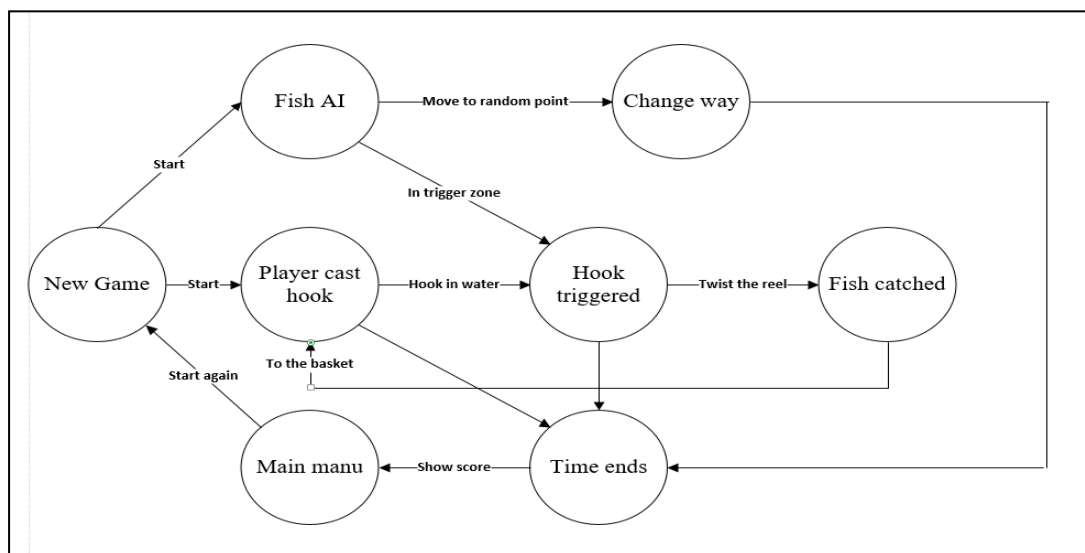 Fish AI
Move to random point
Change way
Start
In trigger zone
New Game
Start
Player cast
hook
Hook in water
Hook
triggered
Twist the reel
Fish catched
To the basket
Start again
Main manu
Show score
Time ends